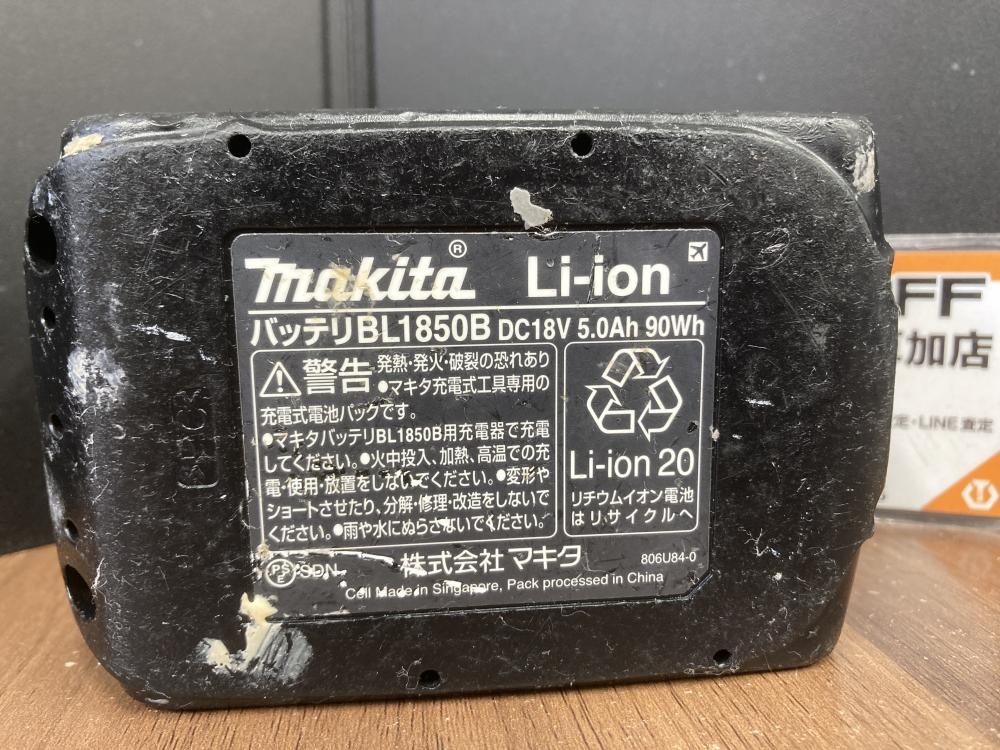 makita® Li-ion
バッテリBL1850B DC18V 5.0Ah 90Wh
警告 発熱・発火・破裂の恐れあり
●マキタ充電式工具専用の
充電式電池パックです。
●マキタバッテリBL1850B用充電器で充電
してください。●火中投入、加熱、高温での充
電・使用・放置をしないでください。●変形や
ショートさせたり、分解・修理・改造をしないで
ください。●雨や水にぬらさないでください。
Li-ion 20
リチウムイオン電池
はリサイクルへ
PSE SDN 株式会社 マキタ 806U84-0
Cell Made in Singapore, Pack processed in China
FF
加店
定・LINE査定